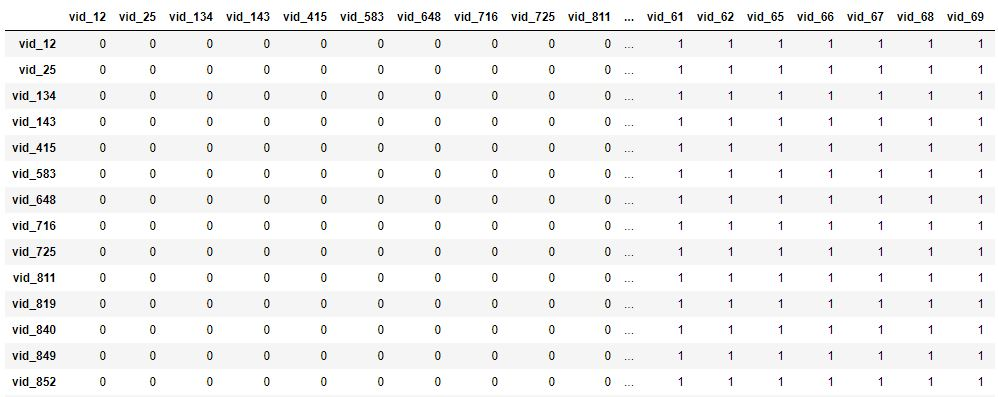 vid_12 vid_25 vid_134 vid_143 vid_415 vid_583 vid_648 vid_716 vid_725 vid_811 ... vid_61 vid_62 vid_65 vid_66 vid_67 vid_68 vid_69
vid_12 0 0 0 0 0 0 0 0 0 0 ... 1 1 1 1 1 1 1
vid_25 0 0 0 0 0 0 0 0 0 0 ... 1 1 1 1 1 1 1
vid_134 0 0 0 0 0 0 0 0 0 0 ... 1 1 1 1 1 1 1
vid_143 0 0 0 0 0 0 0 0 0 0 ... 1 1 1 1 1 1 1
vid_415 0 0 0 0 0 0 0 0 0 0 ... 1 1 1 1 1 1 1
vid_583 0 0 0 0 0 0 0 0 0 0 ... 1 1 1 1 1 1 1
vid_648 0 0 0 0 0 0 0 0 0 0 ... 1 1 1 1 1 1 1
vid_716 0 0 0 0 0 0 0 0 0 0 ... 1 1 1 1 1 1 1
vid_725 0 0 0 0 0 0 0 0 0 0 ... 1 1 1 1 1 1 1
vid_811 0 0 0 0 0 0 0 0 0 0 ... 1 1 1 1 1 1 1
vid_819 0 0 0 0 0 0 0 0 0 0 ... 1 1 1 1 1 1 1
vid_840 0 0 0 0 0 0 0 0 0 0 ... 1 1 1 1 1 1 1
vid_849 0 0 0 0 0 0 0 0 0 0 ... 1 1 1 1 1 1 1
vid_852 0 0 0 0 0 0 0 0 0 0 ... 1 1 1 1 1 1 1